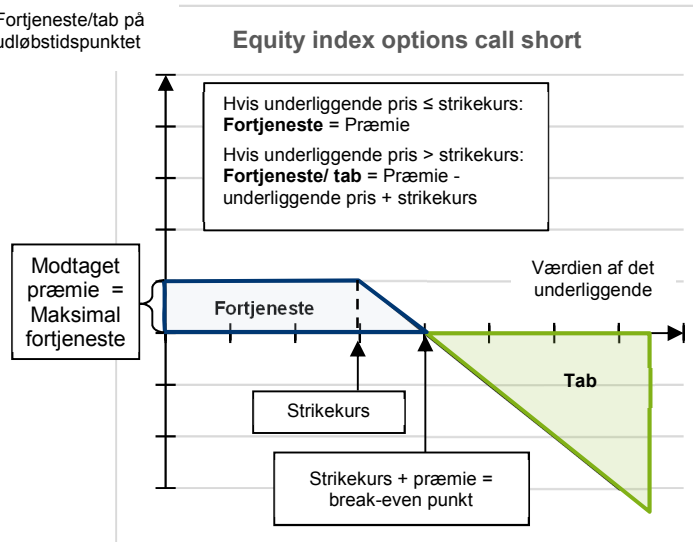 Fortjeneste/tab på
udløbstidspunktet
Equity index options call short
Hvis underliggende pris ≤ strikekurs:
Fortjeneste = Præmie
Hvis underliggende pris > strikekurs:
Fortjeneste/ tab = Præmie -
underliggende pris + strikekurs
Modtaget
præmie =
Maksimal
fortjeneste
Fortjeneste
Værdien af det
underliggende
Tab
Strikekurs
Strikekurs + præmie =
break-even punkt